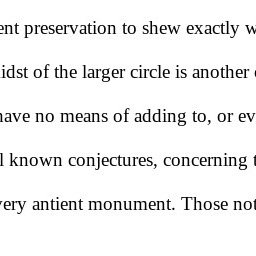 ent preservation to shew exactly w
idst of the larger circle is another
have no means of adding to, or ev
l known conjectures, concerning t
very antient monument. Those not